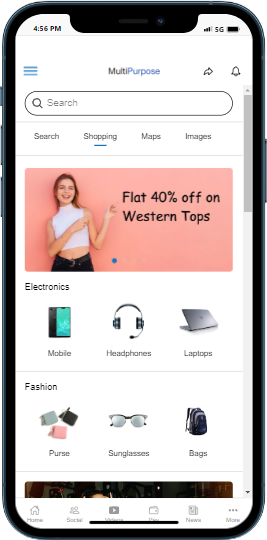 4:56 PM 5G
MultiPurpose
Search
Search Shopping Maps Images
Flat 40% off on
Western Tops
Electronics
Mobile Headphones Laptops
Fashion
Purse Sunglasses Bags
Home Social Videos Pay News More